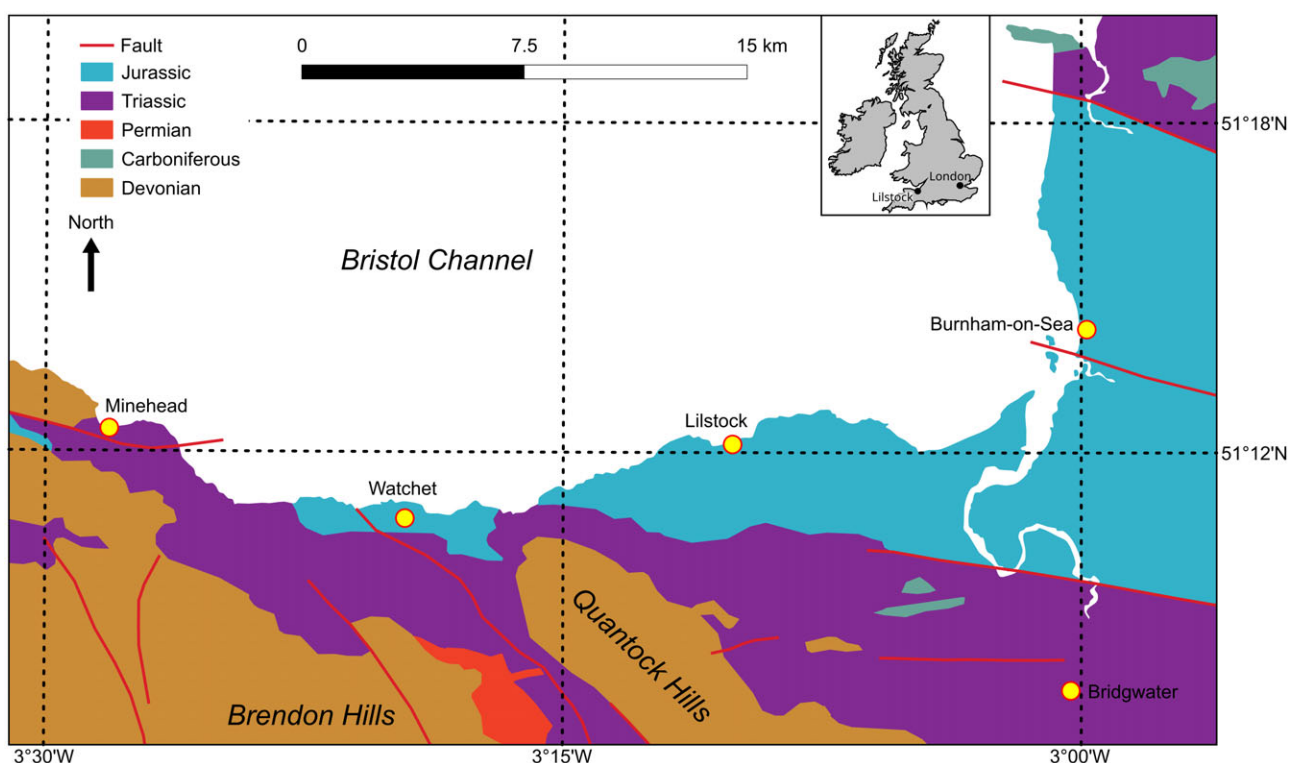 Fault
Jurassic
Triassic
Permian
Carboniferous
Devonian
North
0 7.5 15 km
London
Lilstock
51°18'N
Bristol Channel
Burnham-on-Sea
Minehead
Lilstock
51°12'N
Watchet
Quantock Hills
Brendon Hills
Bridgwater
3°30'W 3°15'W 3°00'W